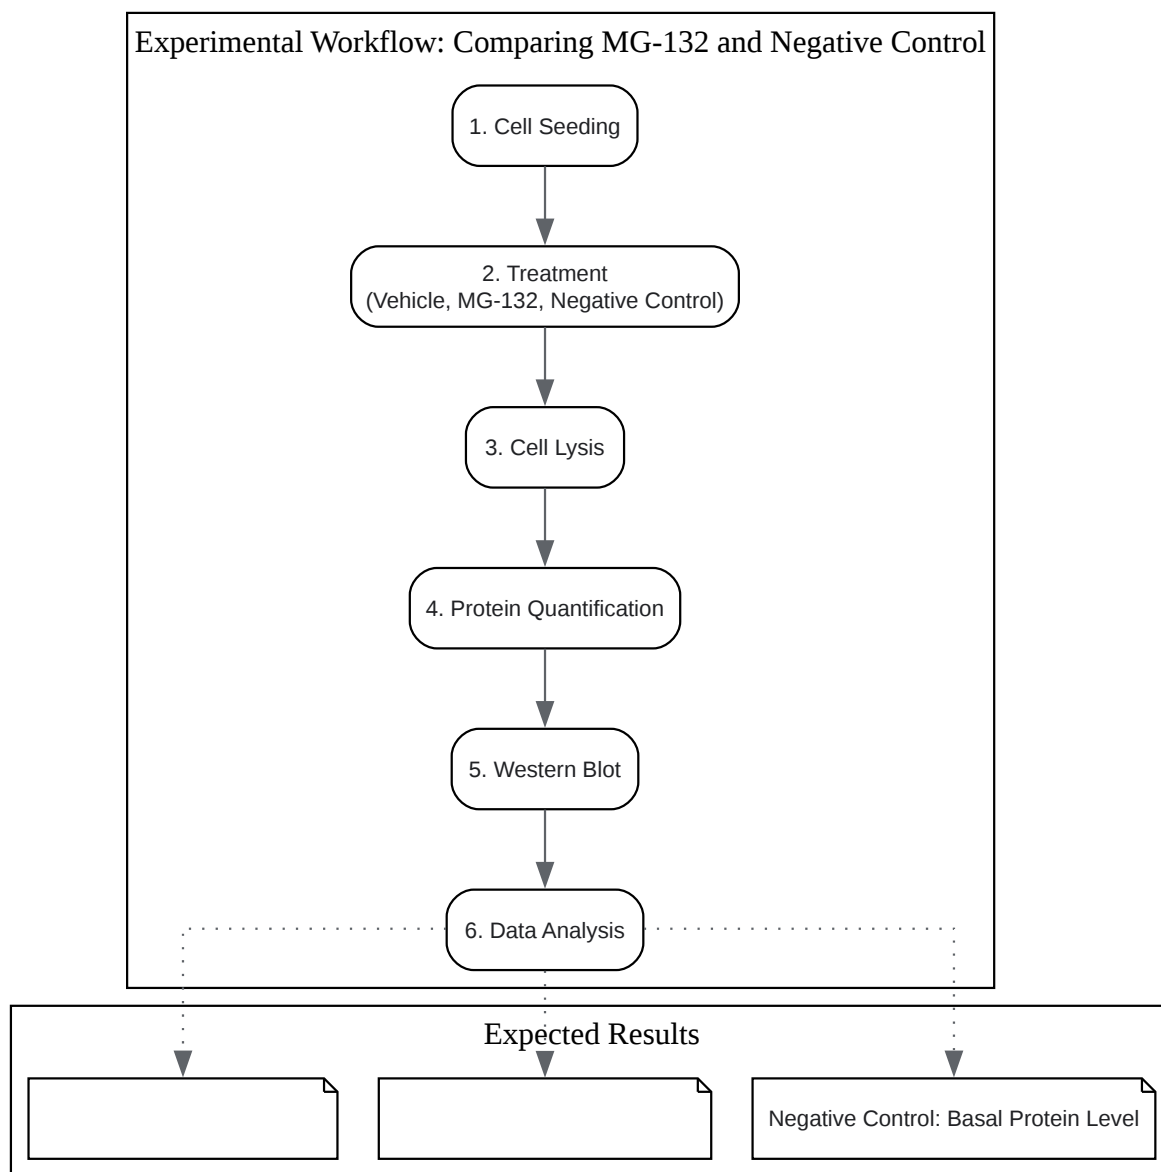 Experimental Workflow: Comparing MG-132 and Negative Control
1. Cell Seeding
2. Treatment
(Vehicle, MG-132, Negative Control)
3. Cell Lysis
4. Protein Quantification
5. Western Blot
6. Data Analysis
Expected Results
Negative Control: Basal Protein Level